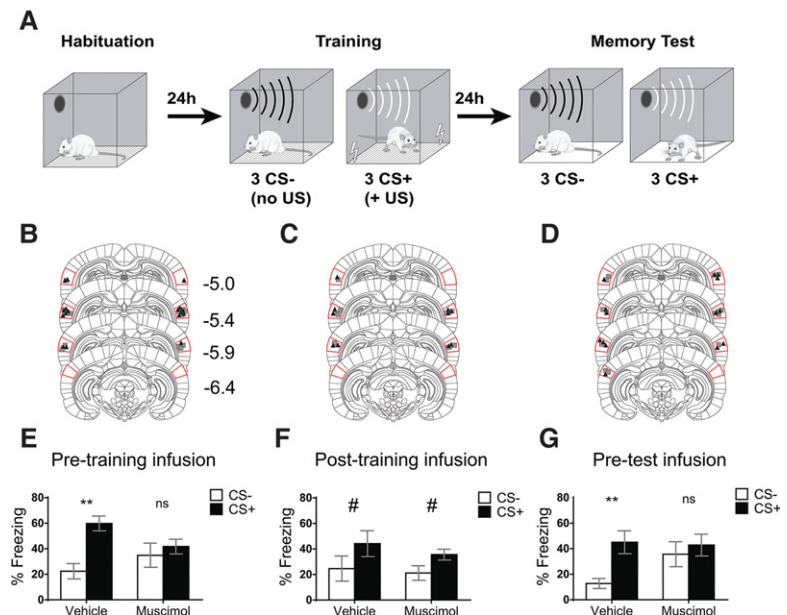 A
Habituation
Training
Memory Test
24h
24h
3 CS-
(no US)
3 CS+
(+ US)
3 CS-
3 CS+
B
C
D
-5.0
-5.4
-5.9
-6.4
E
Pre-training infusion
% Freezing
80
60
40
20
0
**
ns
CS-
CS+
Vehicle
Muscimol
F
Post-training infusion
% Freezing
80
60
40
20
0
#
#
CS-
CS+
Vehicle
Muscimol
G
Pre-test infusion
% Freezing
80
60
40
20
0
**
ns
CS-
CS+
Vehicle
Muscimol